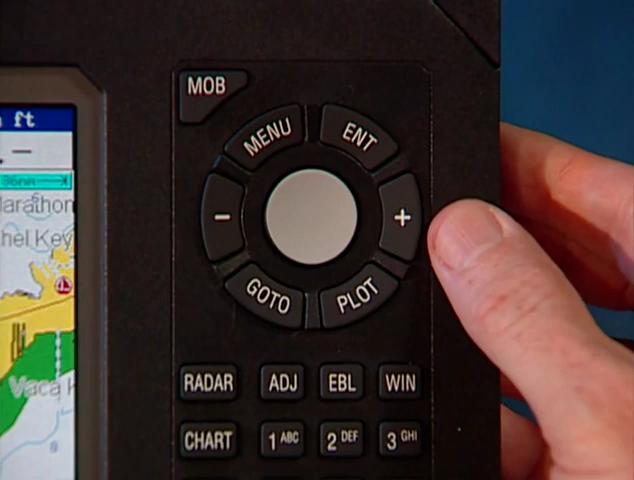 MOB
MENU
ENT
-
+
GOTO
PLOT
RADAR
ADJ
EBL
WIN
CHART
1 ABC
2 DEF
3 GHI
ft
Marathon
hel Key
Vaca K